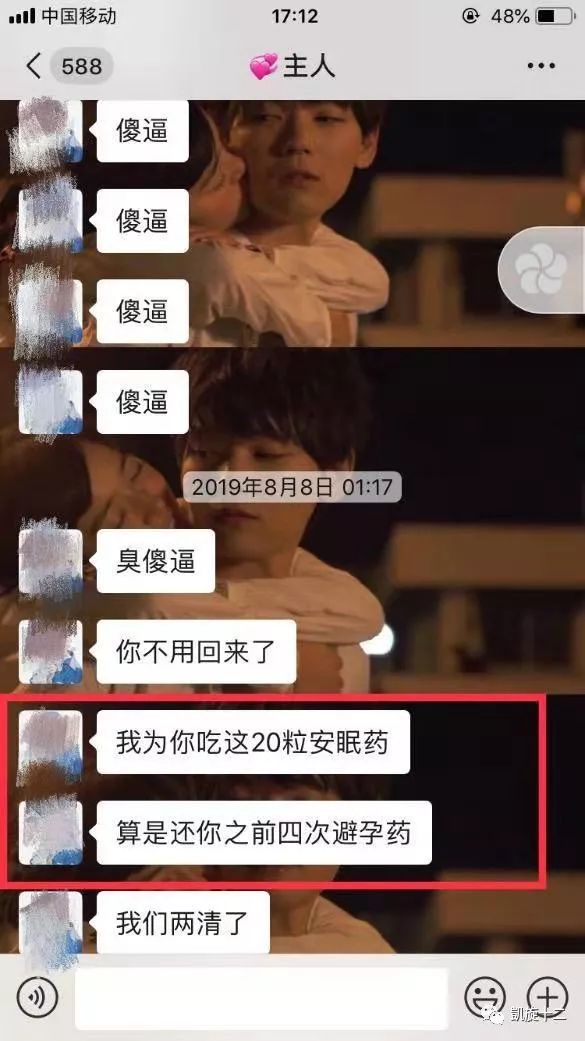 中国移动
17:12
48%
588
主人
傻逼
傻逼
傻逼
傻逼
2019年8月8日 01:17
臭傻逼
你不用回来了
我为你吃这20粒安眠药
算是还你之前四次避孕药
我们两清了
凯旋十二